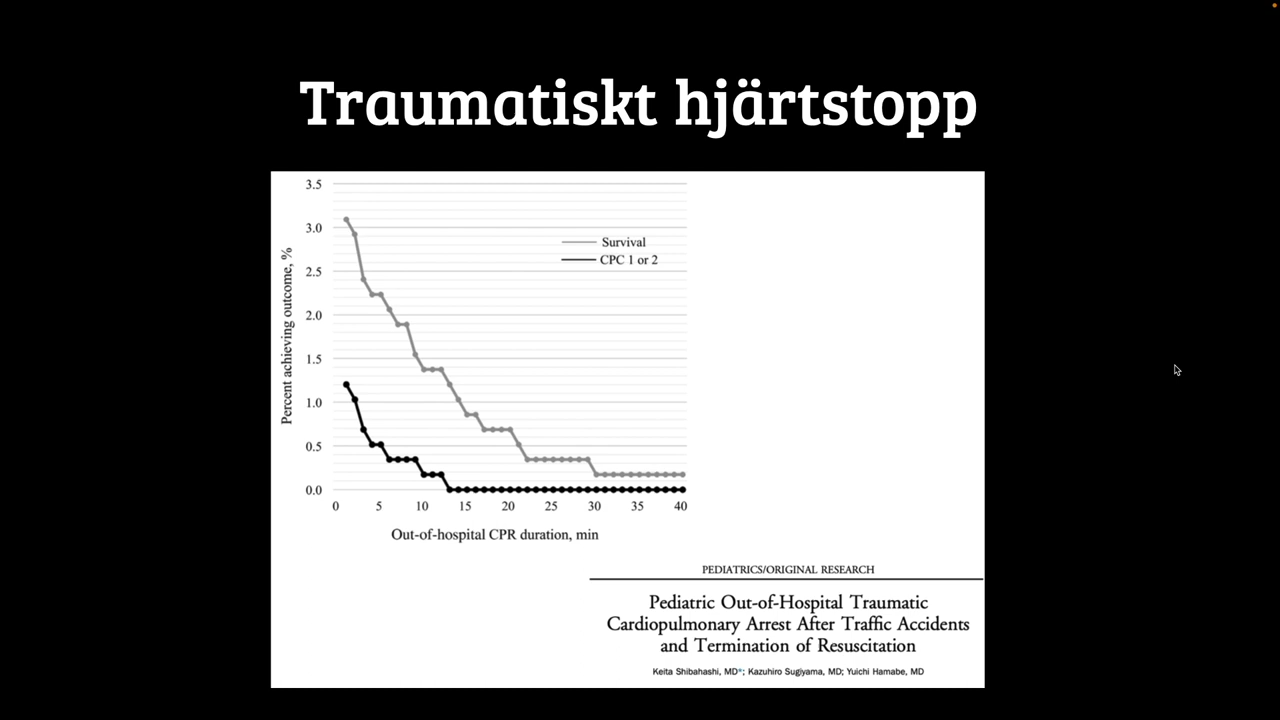 Traumatiskt hjärtstopp
3.5
3.0
2.5
2.0
1.5
1.0
0.5
0.0
Percent achieving outcome, %
Survival
CPC 1 or 2
0 5 10 15 20 25 30 35 40
Out-of-hospital CPR duration, min
PEDIATRICS/ORIGINAL RESEARCH
Pediatric Out-of-Hospital Traumatic
Cardiopulmonary Arrest After Traffic Accidents
and Termination of Resuscitation
Keita Shibahashi, MD*; Kazuhiro Sugiyama, MD; Yuichi Hamabe, MD